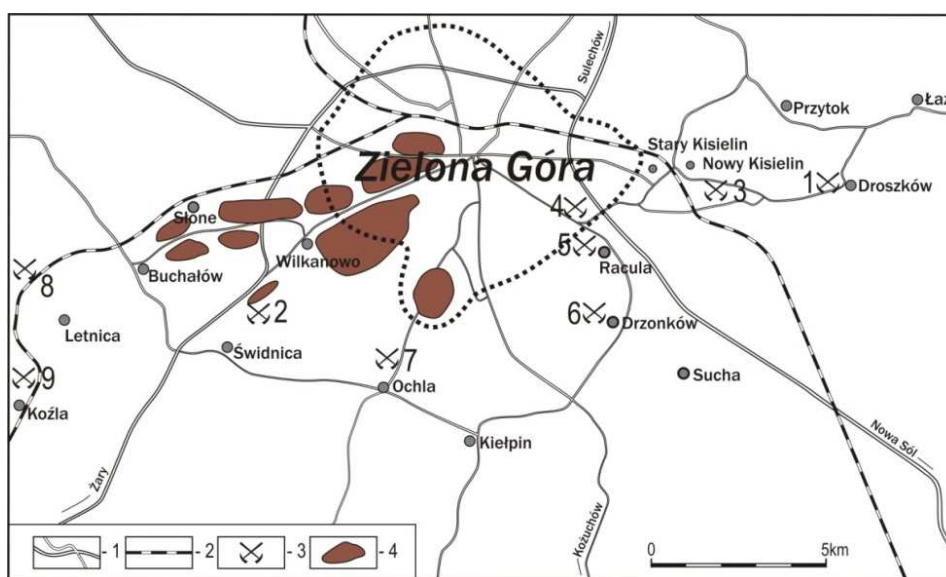 Sulechów
Przytok
Łaz
Stary Kisielin
Nowy Kisielin
Zielona Góra
1
Droszków
3
4
Słone
5
Wilkanowo
Racula
8
Buchałów
2
6
Drzonków
Letnica
Świdnica
7
9
Ochla
Sucha
Koźla
Kiełpin
Nowa Sól
Żary
Kożuchów
- 1 - 2 - 3 - 4
0 5km